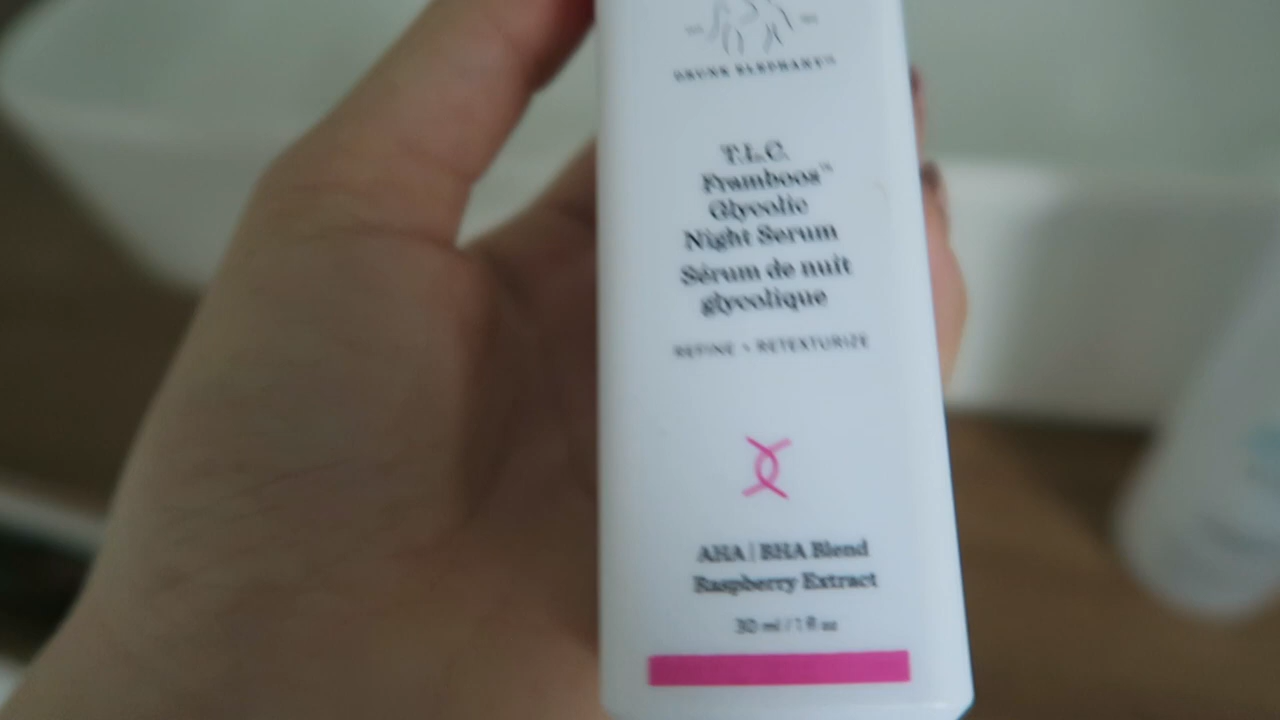 DRUNK ELEPHANT™
T.L.C.
Framboos™
Glycolic
Night Serum
Sérum de nuit
glycolique
REFINE • RETEXTURIZE
AHA | BHA Blend
Raspberry Extract
30 ml / 1 fl oz